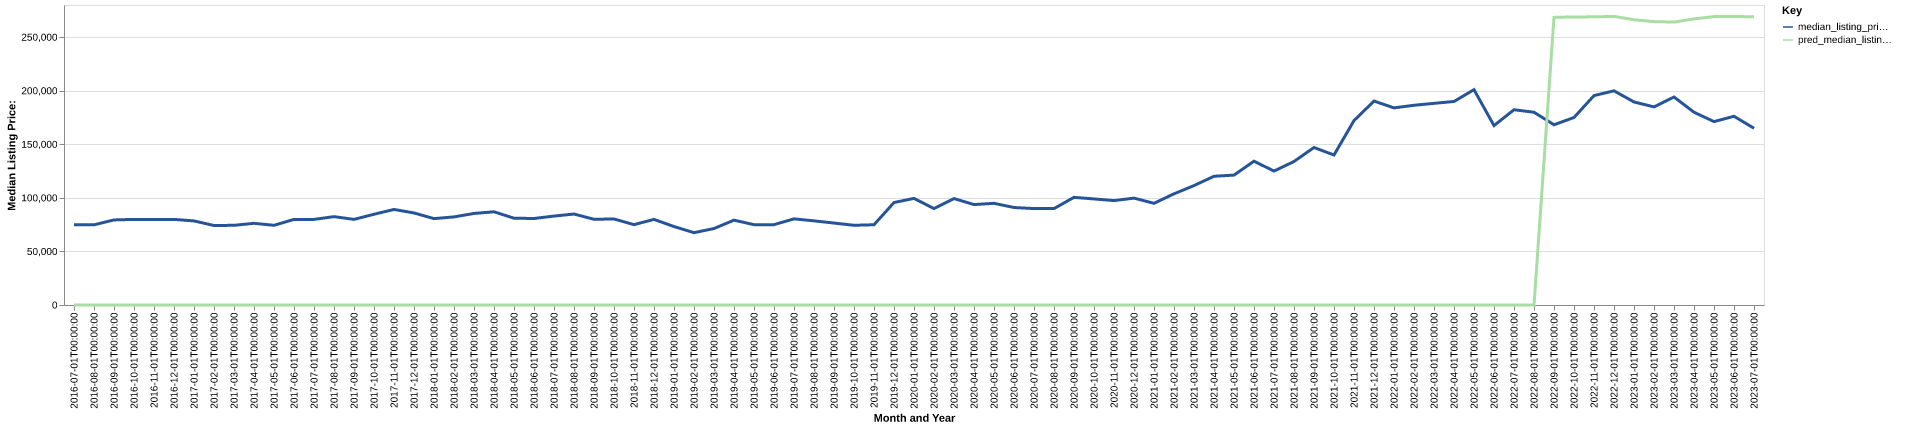 Key
median_listing_pri…
pred_median_listin…
Median Listing Price:
250,000
200,000
150,000
100,000
50,000
0
2016-07-01T00:00:00
2016-08-01T00:00:00
2016-09-01T00:00:00
2016-10-01T00:00:00
2016-11-01T00:00:00
2016-12-01T00:00:00
2017-01-01T00:00:00
2017-02-01T00:00:00
2017-03-01T00:00:00
2017-04-01T00:00:00
2017-05-01T00:00:00
2017-06-01T00:00:00
2017-07-01T00:00:00
2017-08-01T00:00:00
2017-09-01T00:00:00
2017-10-01T00:00:00
2017-11-01T00:00:00
2017-12-01T00:00:00
2018-01-01T00:00:00
2018-02-01T00:00:00
2018-03-01T00:00:00
2018-04-01T00:00:00
2018-05-01T00:00:00
2018-06-01T00:00:00
2018-07-01T00:00:00
2018-08-01T00:00:00
2018-09-01T00:00:00
2018-10-01T00:00:00
2018-11-01T00:00:00
2018-12-01T00:00:00
2019-01-01T00:00:00
2019-02-01T00:00:00
2019-03-01T00:00:00
2019-04-01T00:00:00
2019-05-01T00:00:00
2019-06-01T00:00:00
2019-07-01T00:00:00
2019-08-01T00:00:00
2019-09-01T00:00:00
2019-10-01T00:00:00
2019-11-01T00:00:00
2019-12-01T00:00:00
2020-01-01T00:00:00
2020-02-01T00:00:00
2020-03-01T00:00:00
2020-04-01T00:00:00
2020-05-01T00:00:00
2020-06-01T00:00:00
2020-07-01T00:00:00
2020-08-01T00:00:00
2020-09-01T00:00:00
2020-10-01T00:00:00
2020-11-01T00:00:00
2020-12-01T00:00:00
2021-01-01T00:00:00
2021-02-01T00:00:00
2021-03-01T00:00:00
2021-04-01T00:00:00
2021-05-01T00:00:00
2021-06-01T00:00:00
2021-07-01T00:00:00
2021-08-01T00:00:00
2021-09-01T00:00:00
2021-10-01T00:00:00
2021-11-01T00:00:00
2021-12-01T00:00:00
2022-01-01T00:00:00
2022-02-01T00:00:00
2022-03-01T00:00:00
2022-04-01T00:00:00
2022-05-01T00:00:00
2022-06-01T00:00:00
2022-07-01T00:00:00
2022-08-01T00:00:00
2022-09-01T00:00:00
2022-10-01T00:00:00
2022-11-01T00:00:00
2022-12-01T00:00:00
2023-01-01T00:00:00
2023-02-01T00:00:00
2023-03-01T00:00:00
2023-04-01T00:00:00
2023-05-01T00:00:00
2023-06-01T00:00:00
2023-07-01T00:00:00
Month and Year